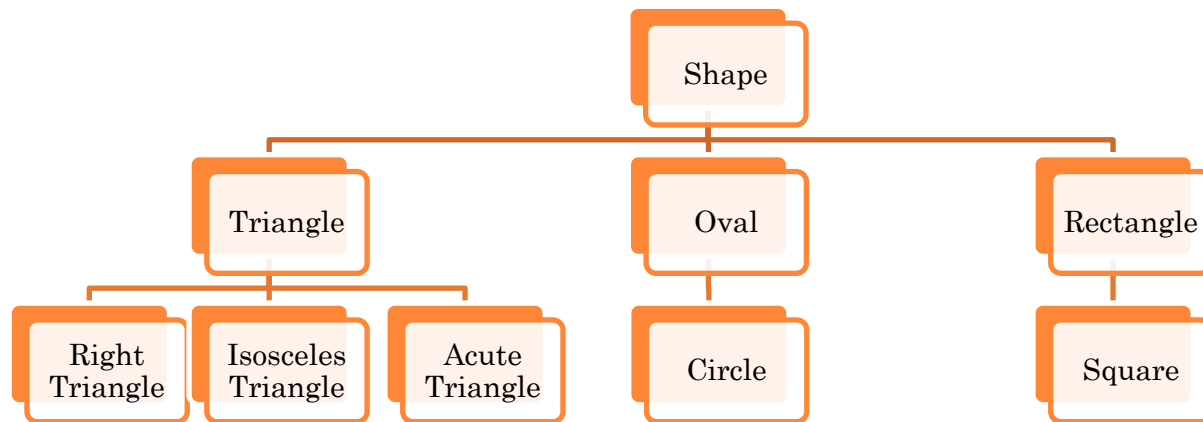 Shape
Triangle
Oval
Rectangle
Right
Triangle
Isosceles
Triangle
Acute
Triangle
Circle
Square